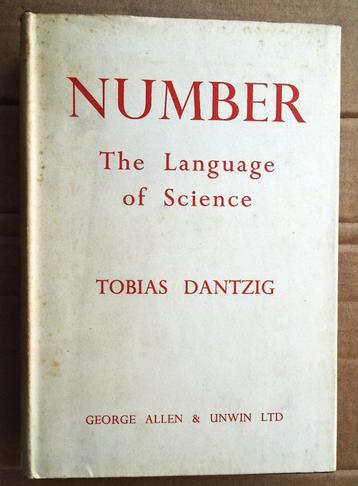 NUMBER
The Language
of Science
TOBIAS DANTZIG
GEORGE ALLEN & UNWIN LTD